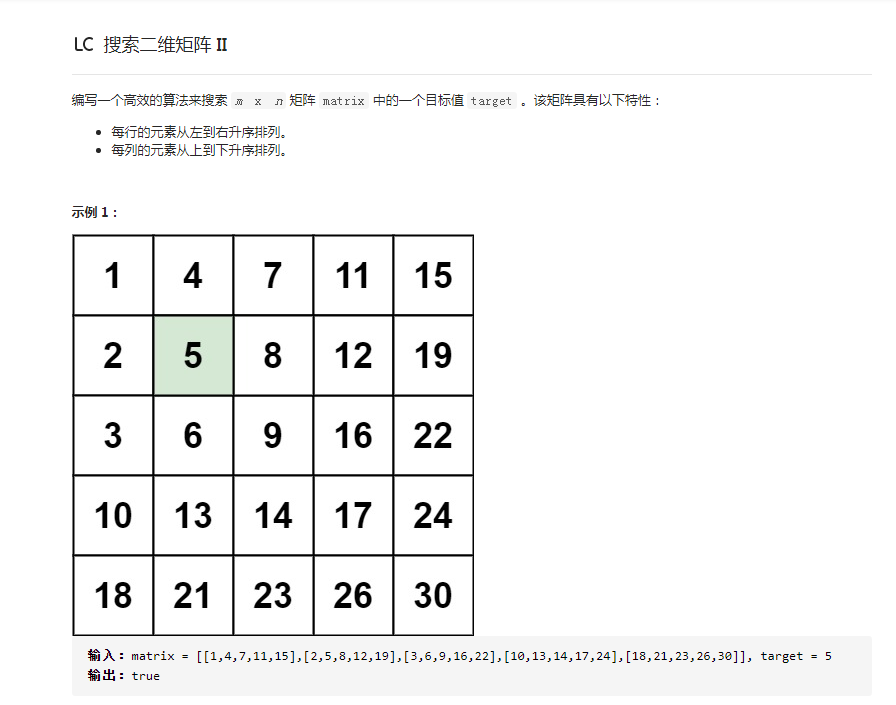 LC 搜索二维矩阵 II
编写一个高效的算法来搜索 m x n 矩阵 matrix 中的一个目标值 target 。该矩阵具有以下特性：
每行的元素从左到右升序排列。
每列的元素从上到下升序排列。
示例 1：
1 4 7 11 15
2 5 8 12 19
3 6 9 16 22
10 13 14 17 24
18 21 23 26 30
输入：matrix = [[1,4,7,11,15],[2,5,8,12,19],[3,6,9,16,22],[10,13,14,17,24],[18,21,23,26,30]], target = 5
输出：true